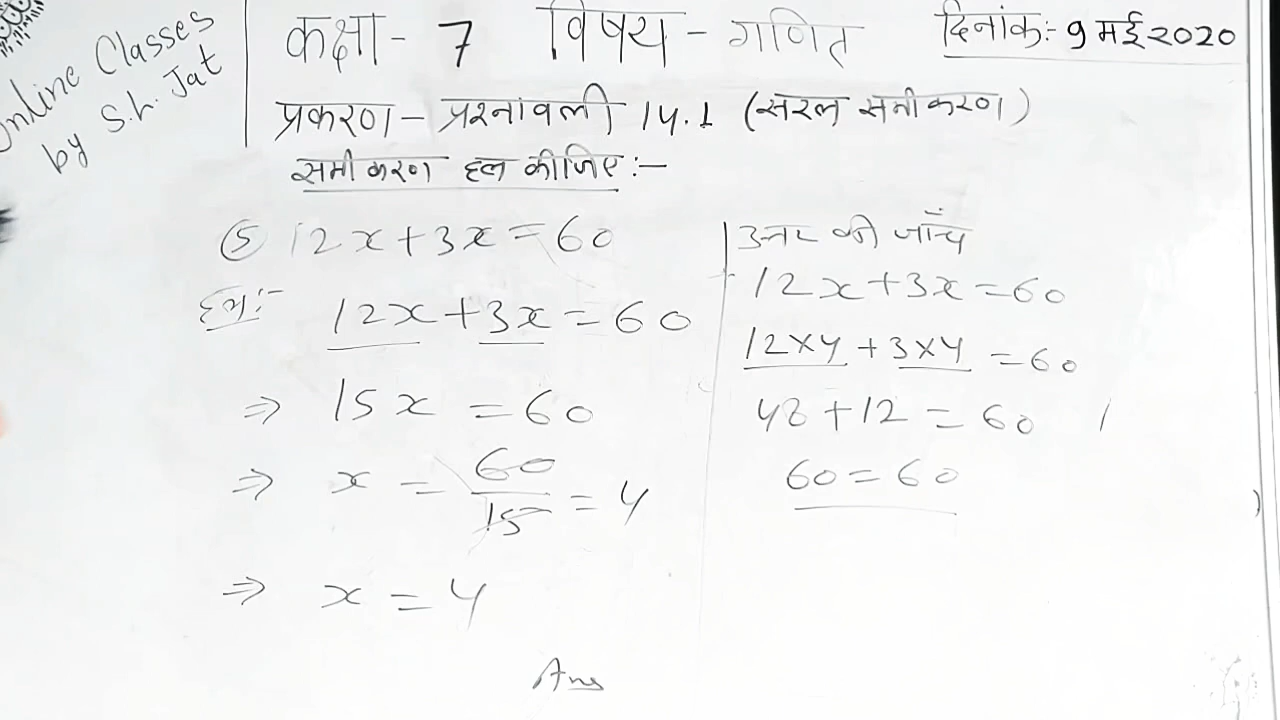 Online Classes
by S.L. Jat
कक्षा - 7 विषय - गणित दिनांक:- 9 मई 2020
प्रकरण - प्रश्नावली 14.1 (सरल समीकरण)
समीकरण हल कीजिए :-
⑤ 12x + 3x = 60
हल:- 12x + 3x = 60
⇒ 15x = 60
⇒ x = 60/15 = 4
⇒ x = 4
Ans
उत्तर की जाँच
12x + 3x = 60
12×4 + 3×4 = 60
48 + 12 = 60
60 = 60